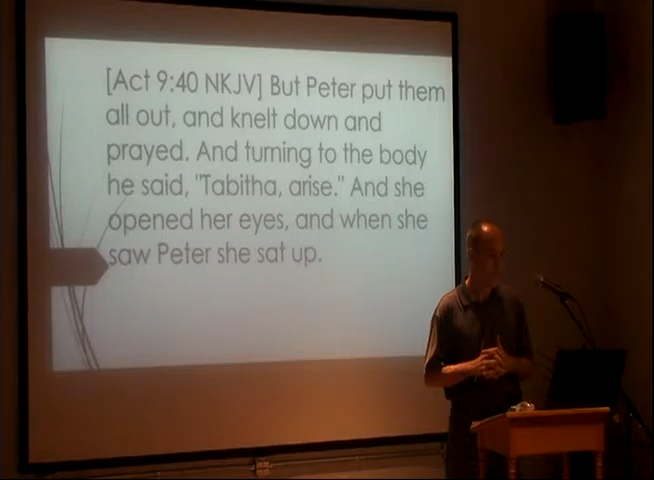 [Act 9:40 NKJV] But Peter put them
all out, and knelt down and
prayed. And turning to the body
he said, "Tabitha, arise." And she
opened her eyes, and when she
saw Peter she sat up.